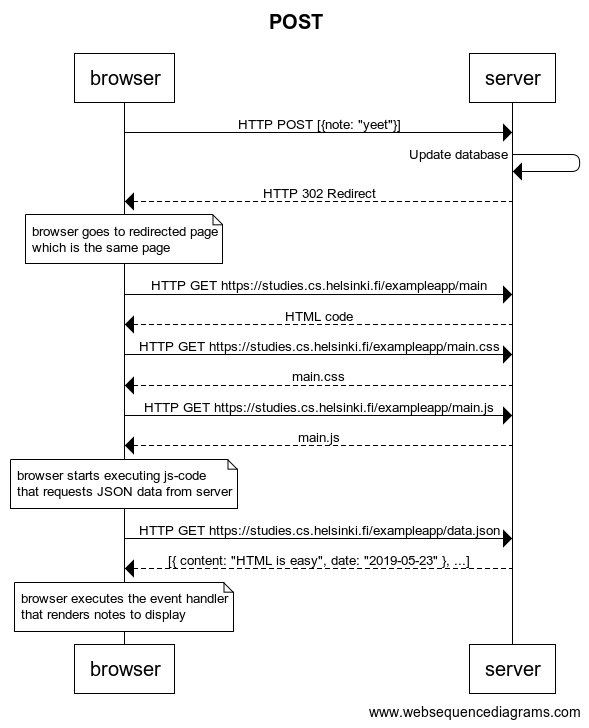 POST
browser
server
HTTP POST [{note: "yeet"}]
Update database
HTTP 302 Redirect
browser goes to redirected page
which is the same page
HTTP GET https://studies.cs.helsinki.fi/exampleapp/main
HTML code
HTTP GET https://studies.cs.helsinki.fi/exampleapp/main.css
main.css
HTTP GET https://studies.cs.helsinki.fi/exampleapp/main.js
main.js
browser starts executing js-code
that requests JSON data from server
HTTP GET https://studies.cs.helsinki.fi/exampleapp/data.json
[{ content: "HTML is easy", date: "2019-05-23" }, ...]
browser executes the event handler
that renders notes to display
browser
server
www.websequencediagrams.com